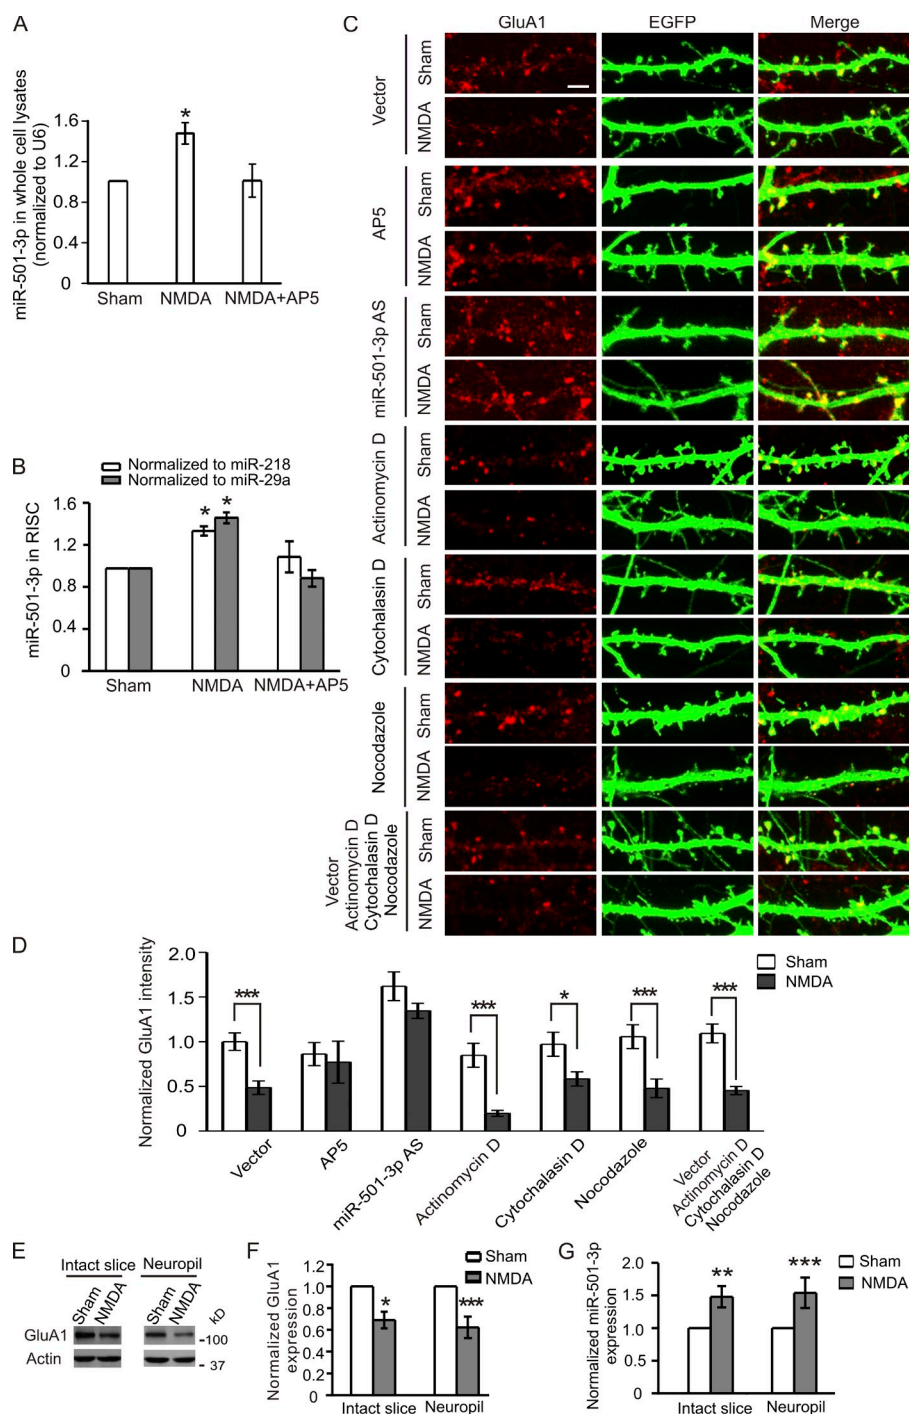 A
miR-501-3p in whole cell lysates
(normalized to U6)
1.6
1.2
0.8
0.4
0
*
Sham NMDA NMDA+AP5
B
Normalized to miR-218
Normalized to miR-29a
miR-501-3p in RISC
1.6
1.2
0.8
0.4
0
* *
Sham NMDA NMDA+AP5
C
GluA1 EGFP Merge
Vector
Sham
NMDA
AP5
Sham
NMDA
miR-501-3p AS
Sham
NMDA
Actinomycin D
Sham
NMDA
Cytochalasin D
Sham
NMDA
Nocodazole
Sham
NMDA
Vector
Actinomycin D
Cytochalasin D
Nocodazole
Sham
NMDA
D
Normalized GluA1 intensity
2.0
1.5
1.0
0.5
0
Sham
NMDA
*** *** * *** ***
Vector
AP5
miR-501-3p AS
Actinomycin D
Cytochalasin D
Nocodazole
Vector
Actinomycin D
Cytochalasin D
Nocodazole
E
Intact slice Neuropil
Sham NMDA Sham NMDA kD
GluA1 -100
Actin - 37
F
Normalized GluA1
expression
1.2
1.0
0.8
0.6
0.4
0.2
0
Sham
NMDA
* ***
Intact slice Neuropil
G
Normalized miR-501-3p
expression
2.0
1.5
1.0
0.5
0
Sham
NMDA
** ***
Intact slice Neuropil